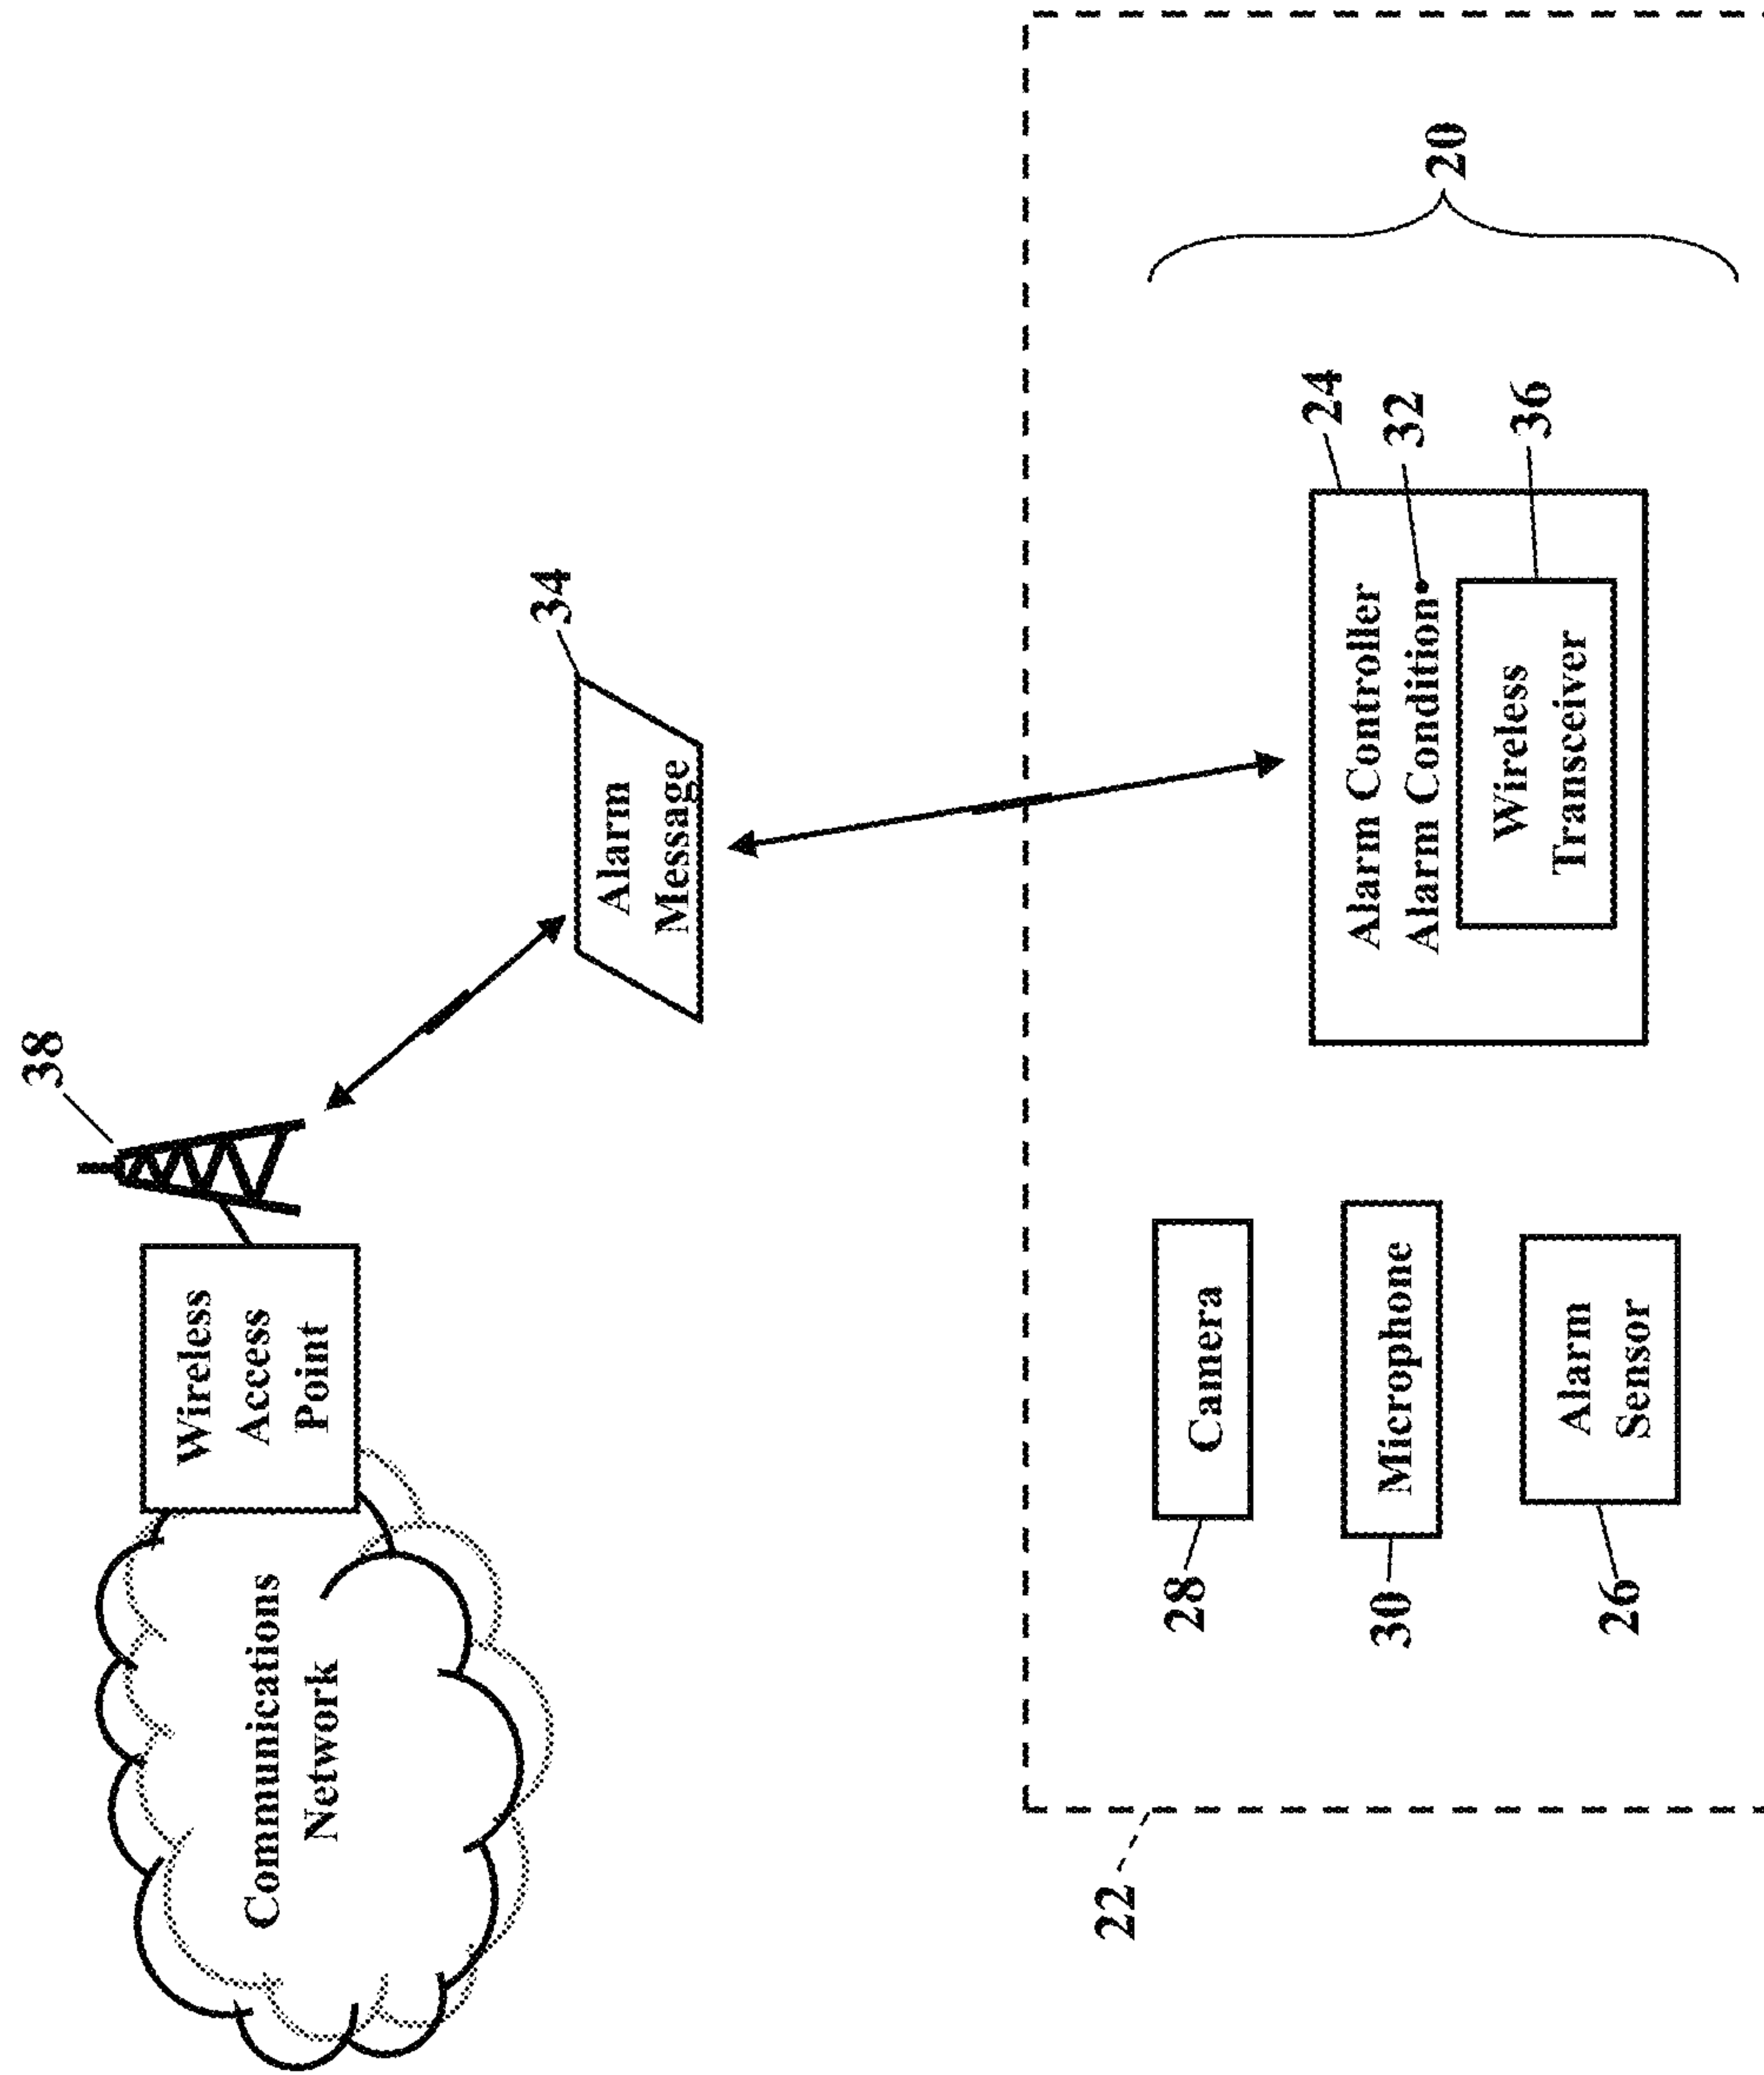 38
Wireless
Access
Point
Communications
Network
34
Alarm
Message
22
28
Camera
30
Microphone
26
Alarm
Sensor
24
Alarm Controller
32
Alarm Condition
36
Wireless
Transceiver
20